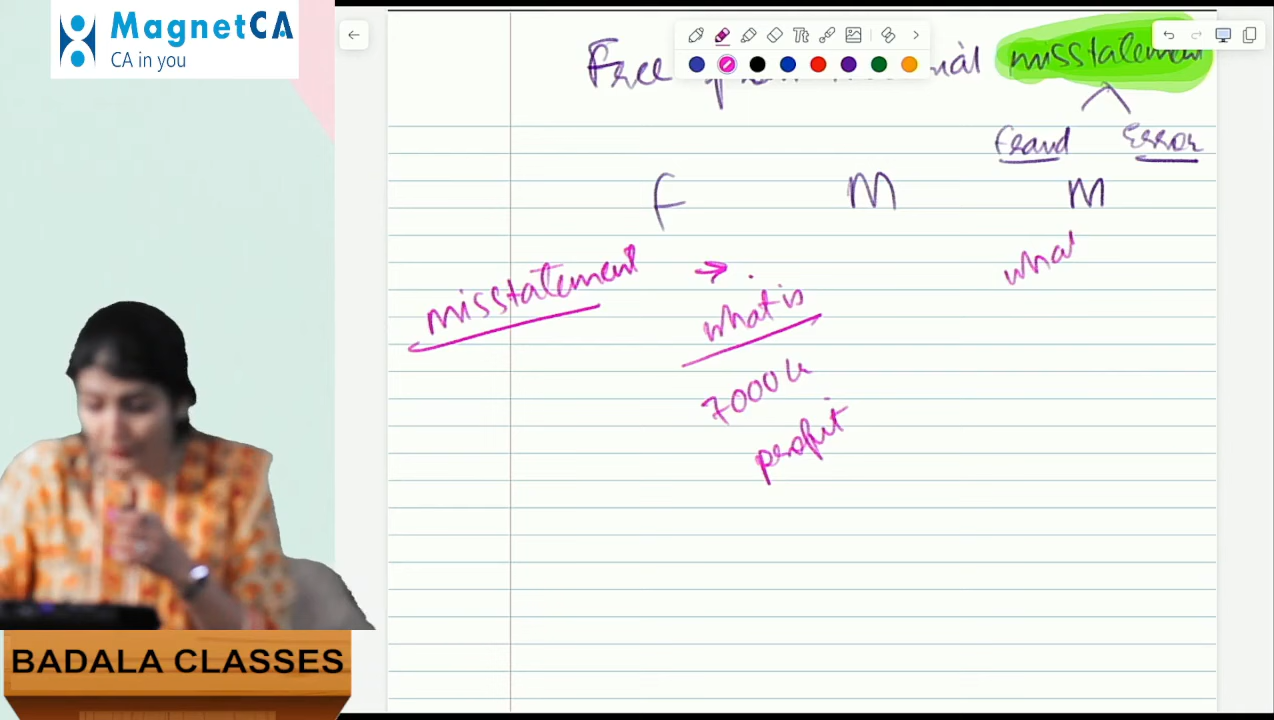 MagnetCA
CA in you
Free misstatement
Fraud Error
F M M
misstatement → what is
what
7000
profit
BADALA CLASSES